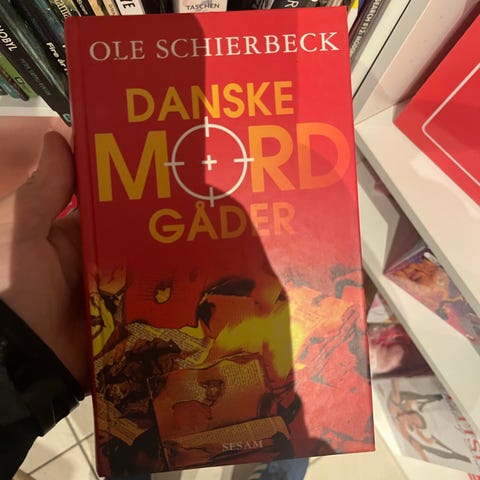 OLE SCHIERBECK
DANSKE
MORD
GÅDER
SESAM
TASCHEN